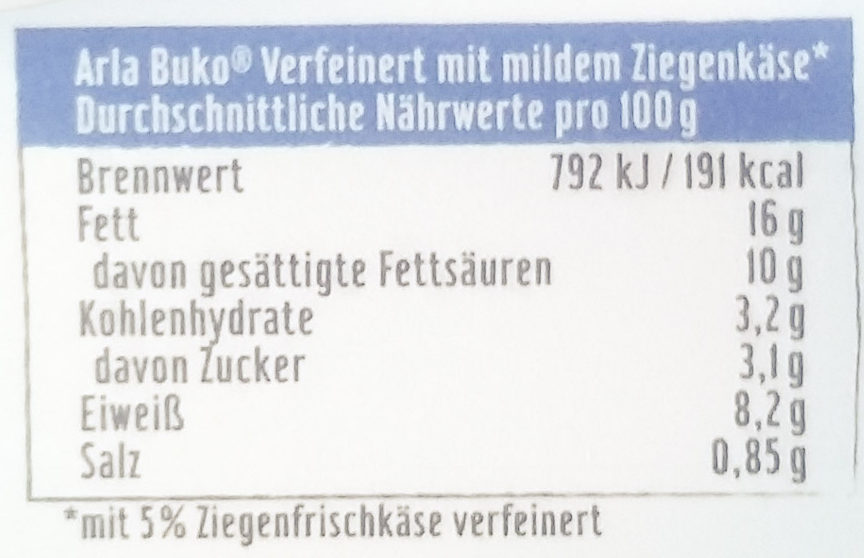 Arla Buko® Verfeinert mit mildem Ziegenkäse*
Durchschnittliche Nährwerte pro 100 g
Brennwert 792 kJ / 191 kcal
Fett 16 g
davon gesättigte Fettsäuren 10 g
Kohlenhydrate 3,2 g
davon Zucker 3,1 g
Eiweiß 8,2 g
Salz 0,85 g
*mit 5% Ziegenfrischkäse verfeinert